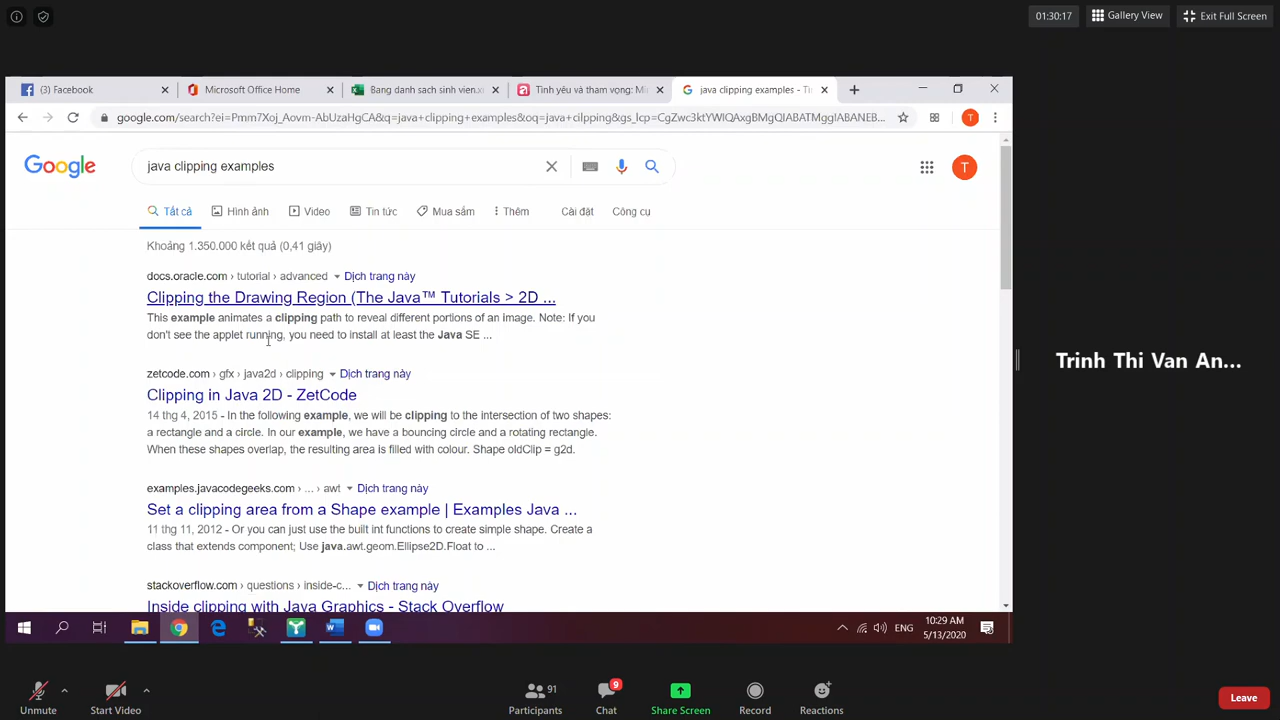 01:30:17
Gallery View
Exit Full Screen
(3) Facebook
Microsoft Office Home
Bang danh sach sinh vien.x
Tình yêu và tham vọng: Mi
java clipping examples - Ti
google.com/search?ei=Pmm7Xoj_Aovm-AbUzaHgCA&q=java+clipping+examples&oq=java+cilpping&gs_lcp=CgZwc3ktYWIQAxgBMgQIABATMggIABANEB...
Google
java clipping examples
T
Tất cả
Hình ảnh
Video
Tin tức
Mua sắm
Thêm
Cài đặt
Công cụ
Khoảng 1.350.000 kết quả (0,41 giây)
docs.oracle.com › tutorial › advanced
Dịch trang này
Clipping the Drawing Region (The Java™ Tutorials > 2D ...
This example animates a clipping path to reveal different portions of an image. Note: If you
don't see the applet running, you need to install at least the Java SE ...
zetcode.com › gfx › java2d › clipping
Dịch trang này
Clipping in Java 2D - ZetCode
14 thg 4, 2015 - In the following example, we will be clipping to the intersection of two shapes:
a rectangle and a circle. In our example, we have a bouncing circle and a rotating rectangle.
When these shapes overlap, the resulting area is filled with colour. Shape oldClip = g2d.
examples.javacodegeeks.com › ... › awt
Dịch trang này
Set a clipping area from a Shape example | Examples Java ...
11 thg 11, 2012 - Or you can just use the built int functions to create simple shape. Create a
class that extends component; Use java.awt.geom.Ellipse2D.Float to ...
stackoverflow.com › questions › inside-c...
Dịch trang này
Inside clipping with Java Graphics - Stack Overflow
Trinh Thi Van An...
ENG
10:29 AM
5/13/2020
Unmute
Start Video
91
Participants
9
Chat
Share Screen
Record
Reactions
Leave